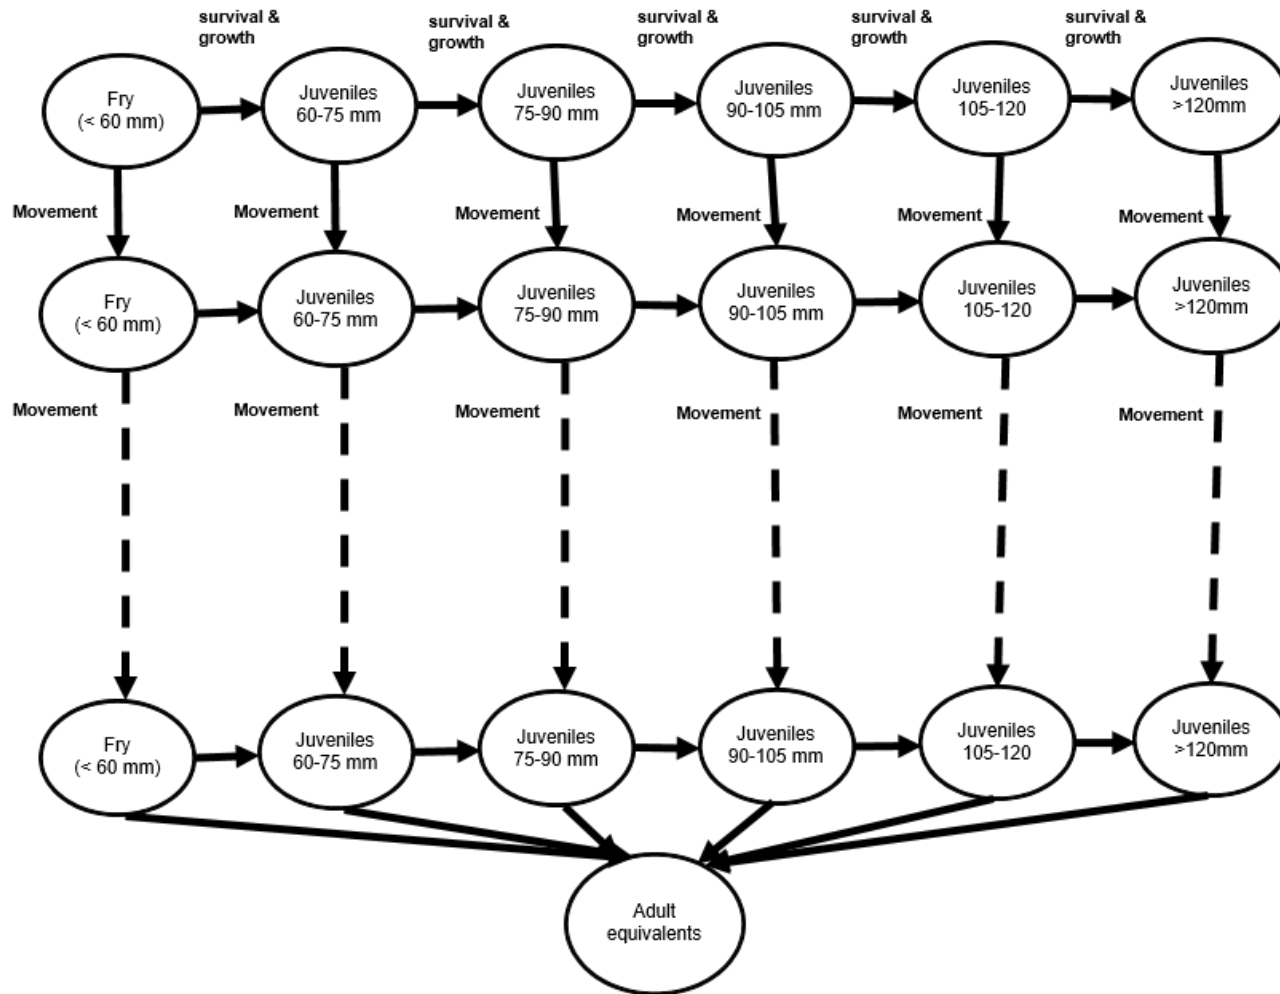 survival &
growth
survival &
growth
survival &
growth
survival &
growth
survival &
growth
Fry
(< 60 mm)
Juveniles
60-75 mm
Juveniles
75-90 mm
Juveniles
90-105 mm
Juveniles
105-120
Juveniles
>120mm
Movement
Movement
Movement
Movement
Movement
Movement
Fry
(< 60 mm)
Juveniles
60-75 mm
Juveniles
75-90 mm
Juveniles
90-105 mm
Juveniles
105-120
Juveniles
>120mm
Movement
Movement
Movement
Movement
Movement
Movement
Fry
(< 60 mm)
Juveniles
60-75 mm
Juveniles
75-90 mm
Juveniles
90-105 mm
Juveniles
105-120
Juveniles
>120mm
Adult
equivalents